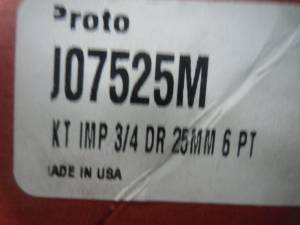 Proto
J07525M
KT IMP 3/4 DR 25MM 6 PT
ADE IN USA